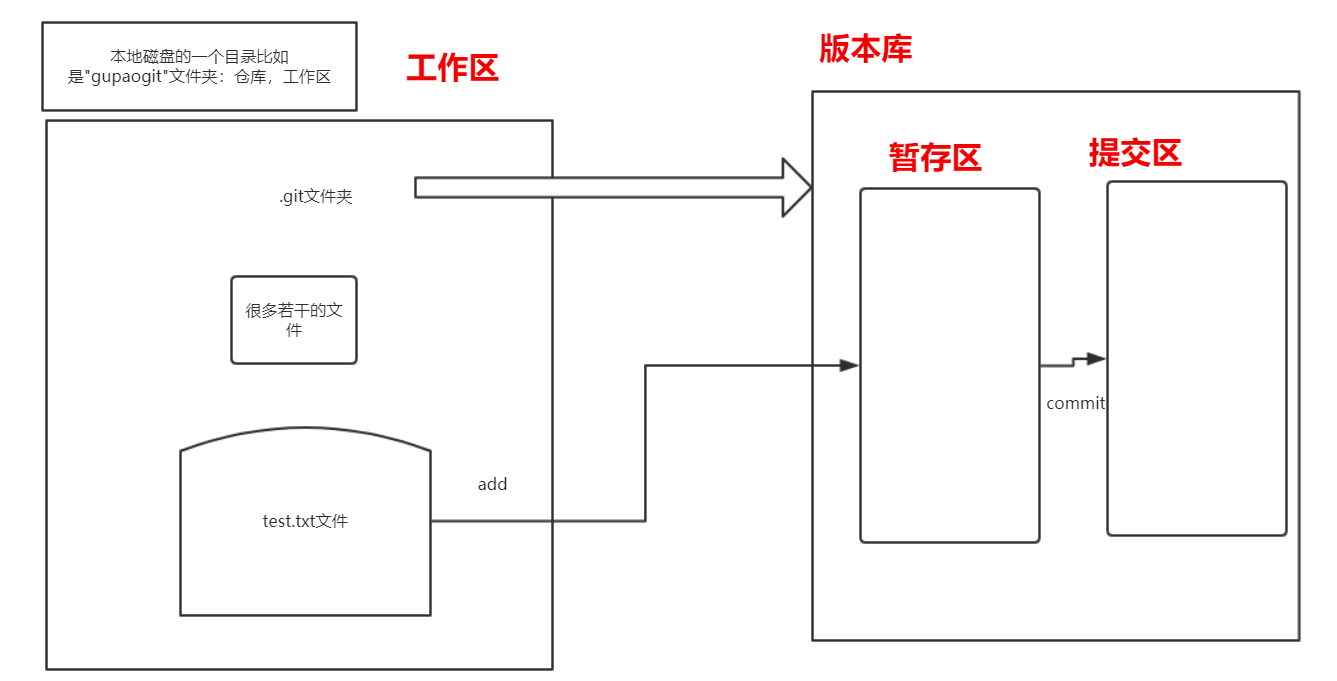 本地磁盘的一个目录比如
是"gupaogit"文件夹：仓库，工作区
工作区
版本库
暂存区
提交区
.git文件夹
很多若干的文
件
commit
add
test.txt文件